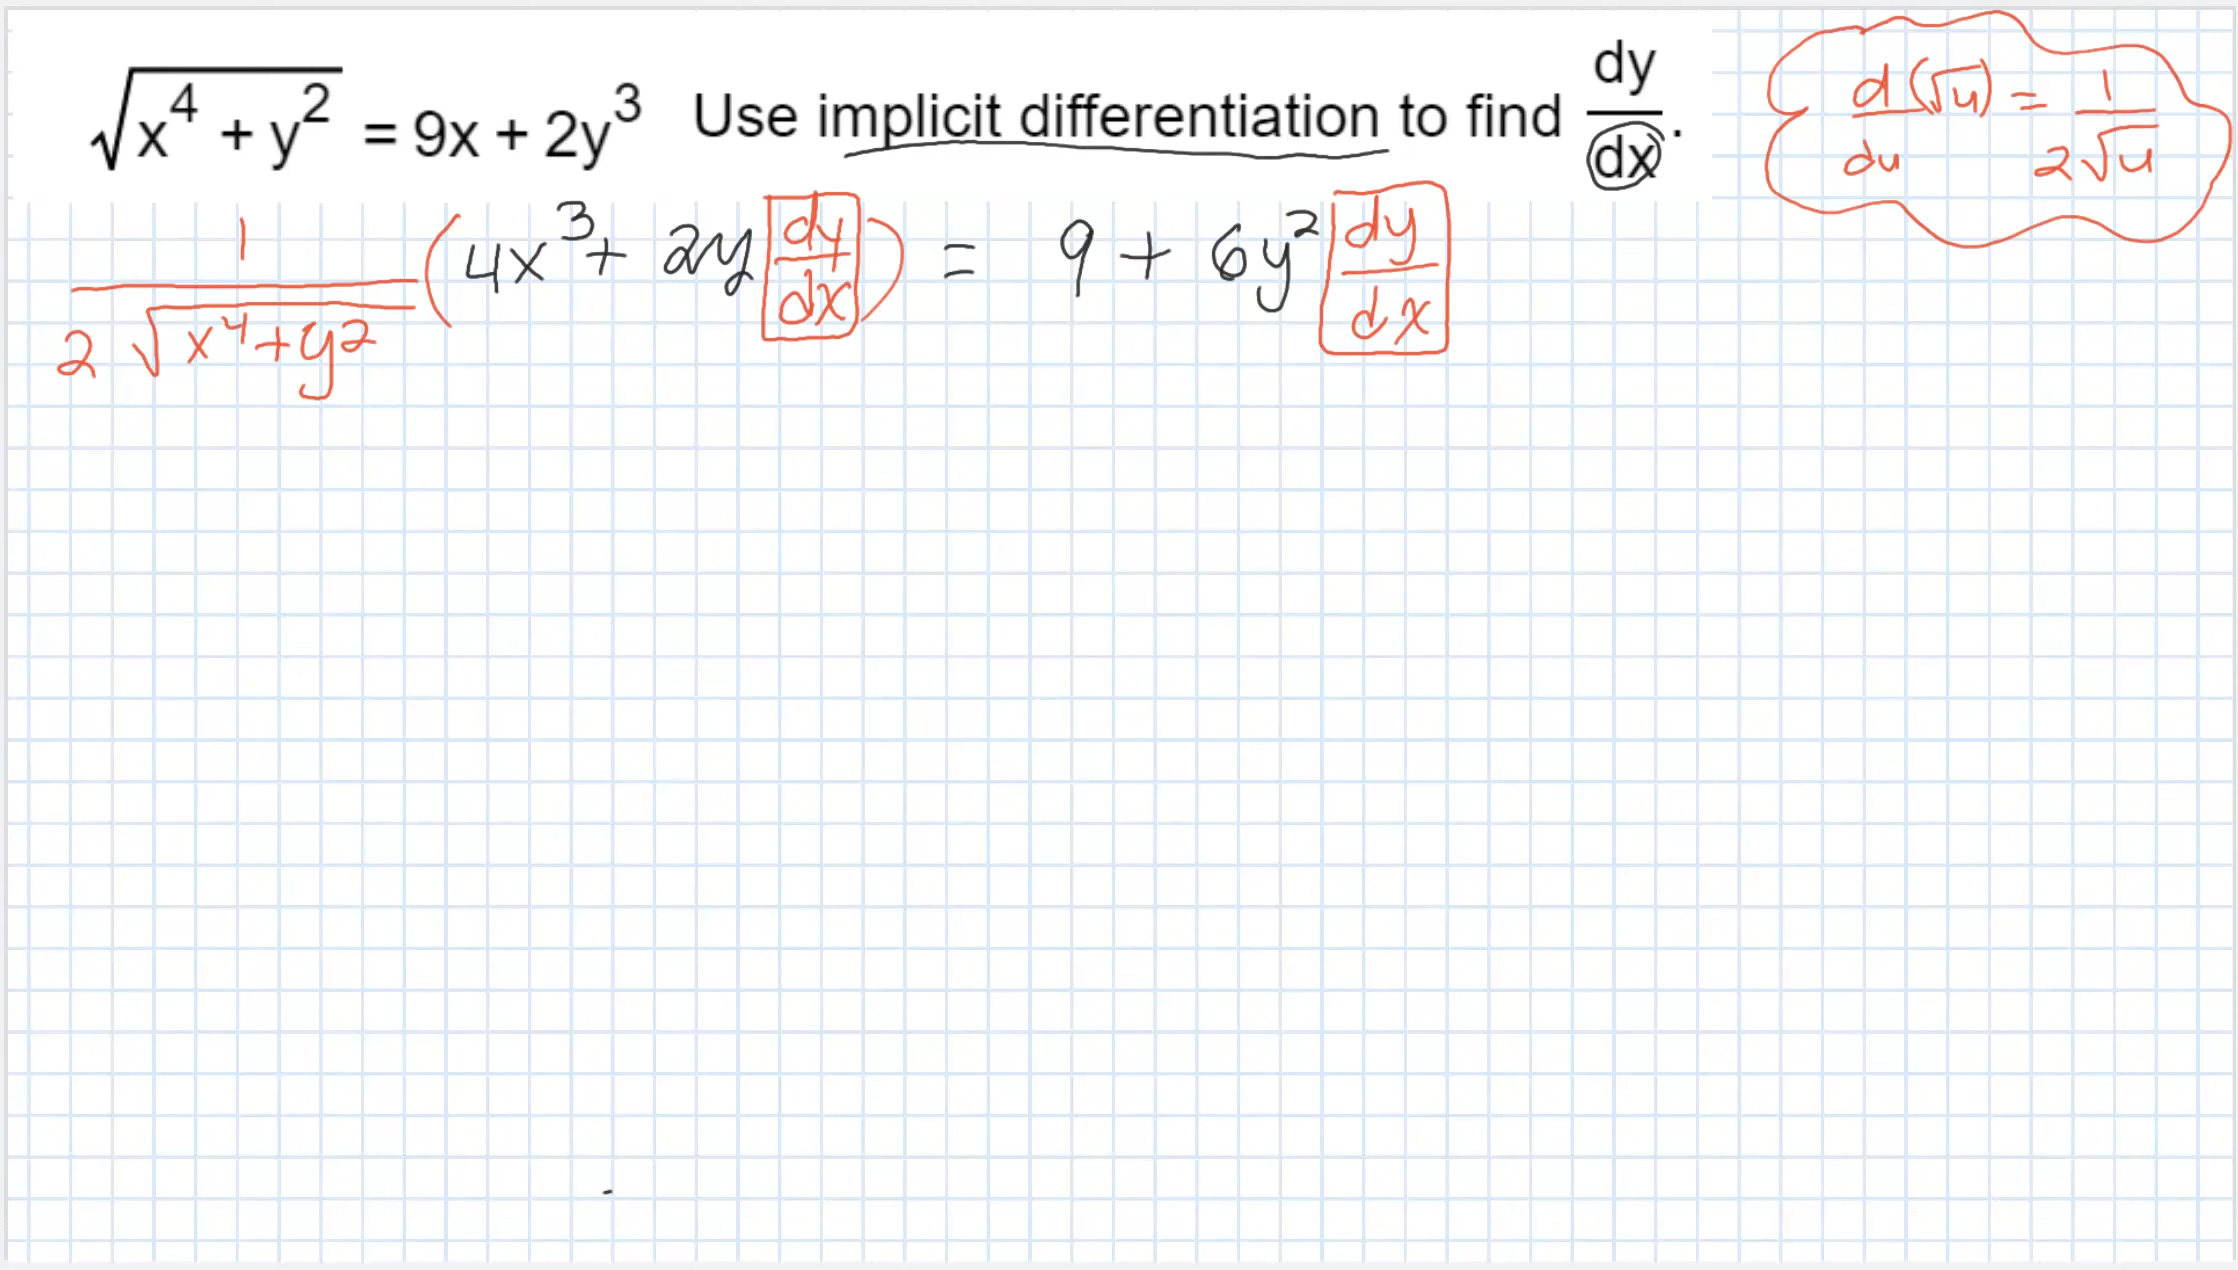 √(x⁴ + y²) = 9x + 2y³ Use implicit differentiation to find dy/dx.
d/du (√u) = 1/(2√u)
1/(2√(x⁴+y²)) (4x³ + 2y dy/dx) = 9 + 6y² dy/dx